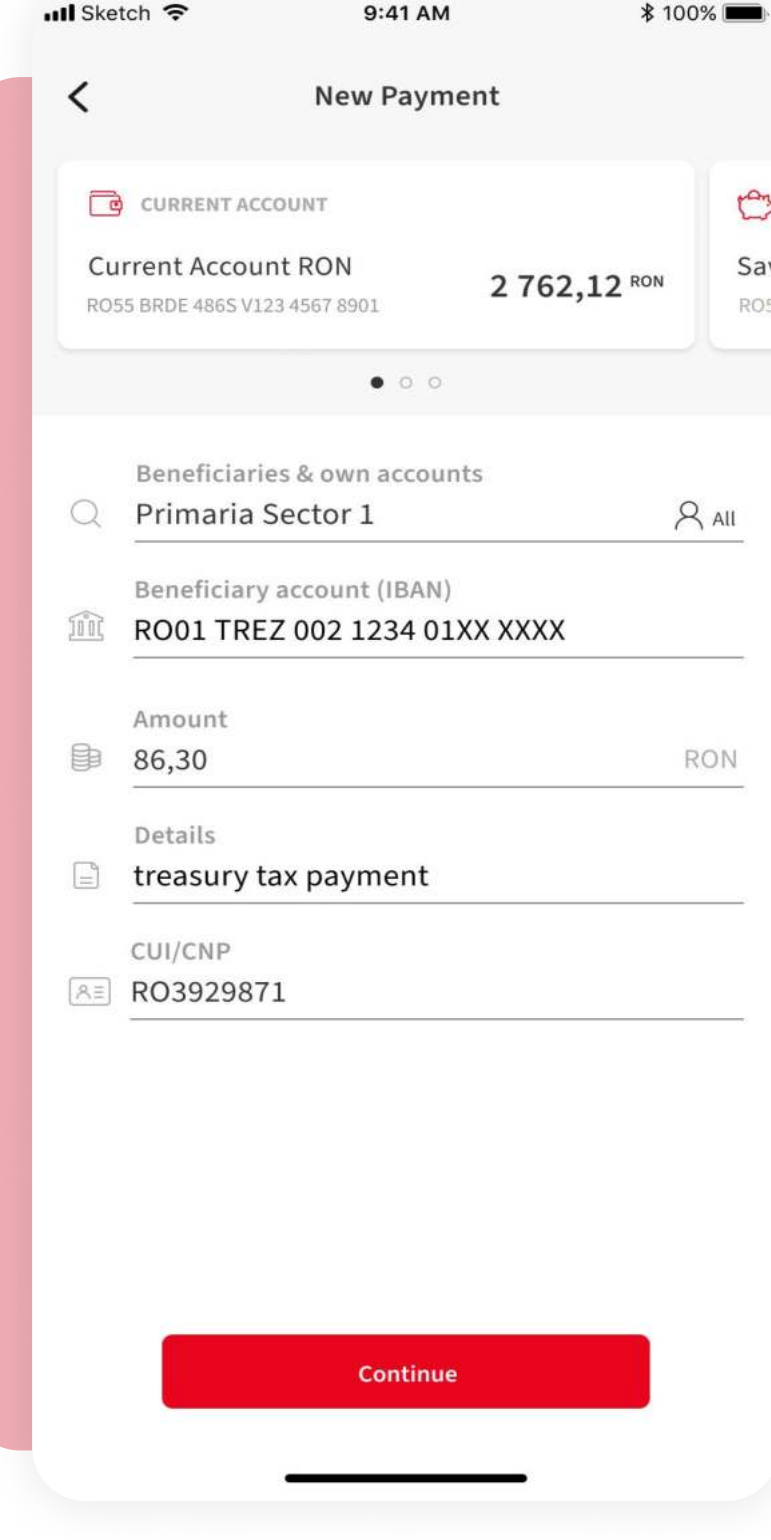 Sketch 9:41 AM 100%
New Payment
CURRENT ACCOUNT
Current Account RON
2 762,12 RON
RO55 BRDE 486S V123 4567 8901
Beneficiaries & own accounts
Primaria Sector 1 All
Beneficiary account (IBAN)
RO01 TREZ 002 1234 01XX XXXX
Amount
86,30 RON
Details
treasury tax payment
CUI/CNP
RO3929871
Continue